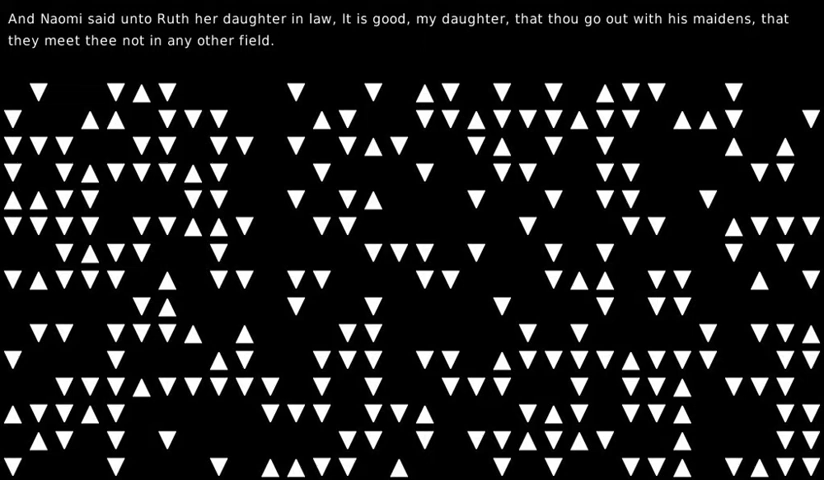 And Naomi said unto Ruth her daughter in law, It is good, my daughter, that thou go out with his maidens, that
they meet thee not in any other field.